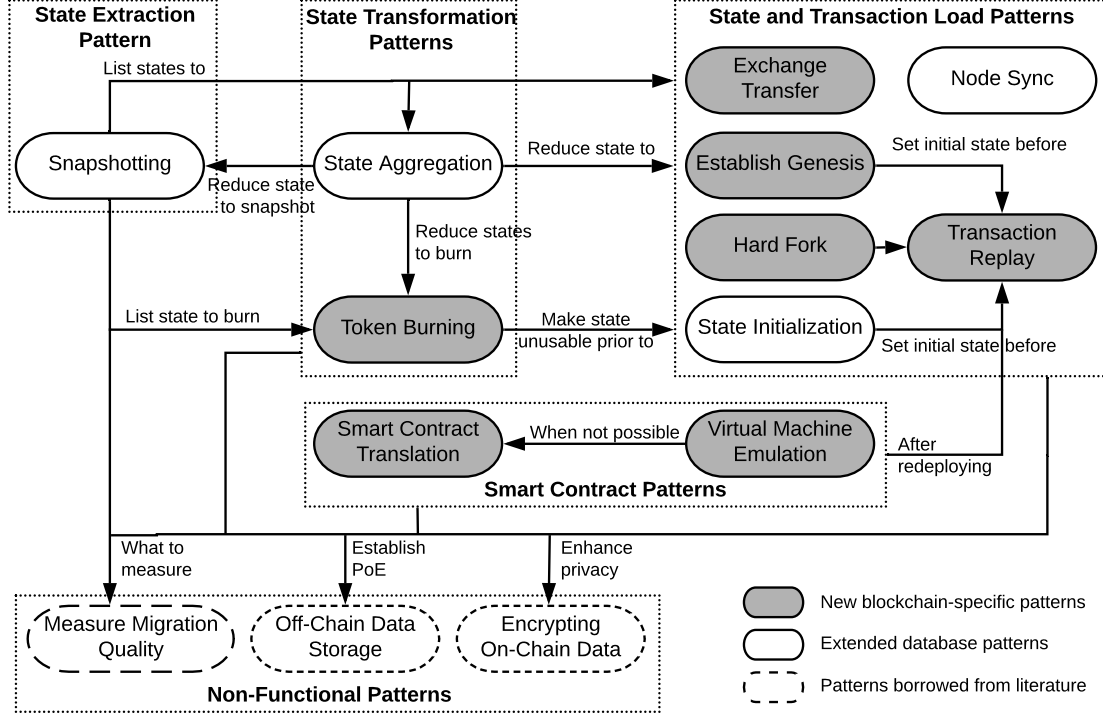 State Extraction
Pattern
State Transformation
Patterns
State and Transaction Load Patterns
List states to
Exchange
Transfer
Node Sync
Snapshotting
State Aggregation
Reduce state to
Establish Genesis
Set initial state before
Reduce state
to snapshot
Reduce states
to burn
Hard Fork
Transaction
Replay
List state to burn
Token Burning
Make state
unusable prior to
State Initialization
Set initial state before
Smart Contract
Translation
When not possible
Virtual Machine
Emulation
After
redeploying
Smart Contract Patterns
What to
measure
Establish
PoE
Enhance
privacy
Measure Migration
Quality
Off-Chain Data
Storage
Encrypting
On-Chain Data
Non-Functional Patterns
New blockchain-specific patterns
Extended database patterns
Patterns borrowed from literature